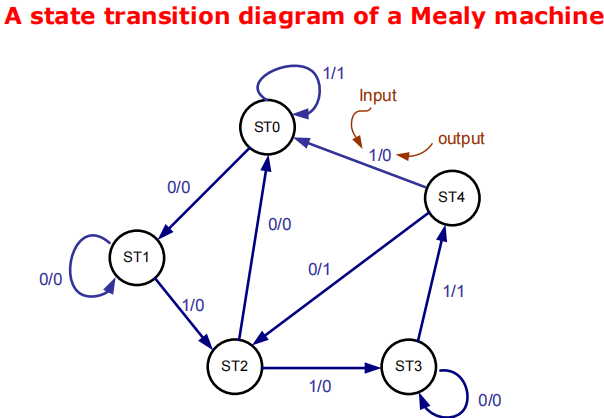 A state transition diagram of a Mealy machine
1/1
Input
ST0
output
1/0
0/0
ST4
0/0
ST1
0/0
0/1
1/1
1/0
ST2
ST3
1/0
0/0